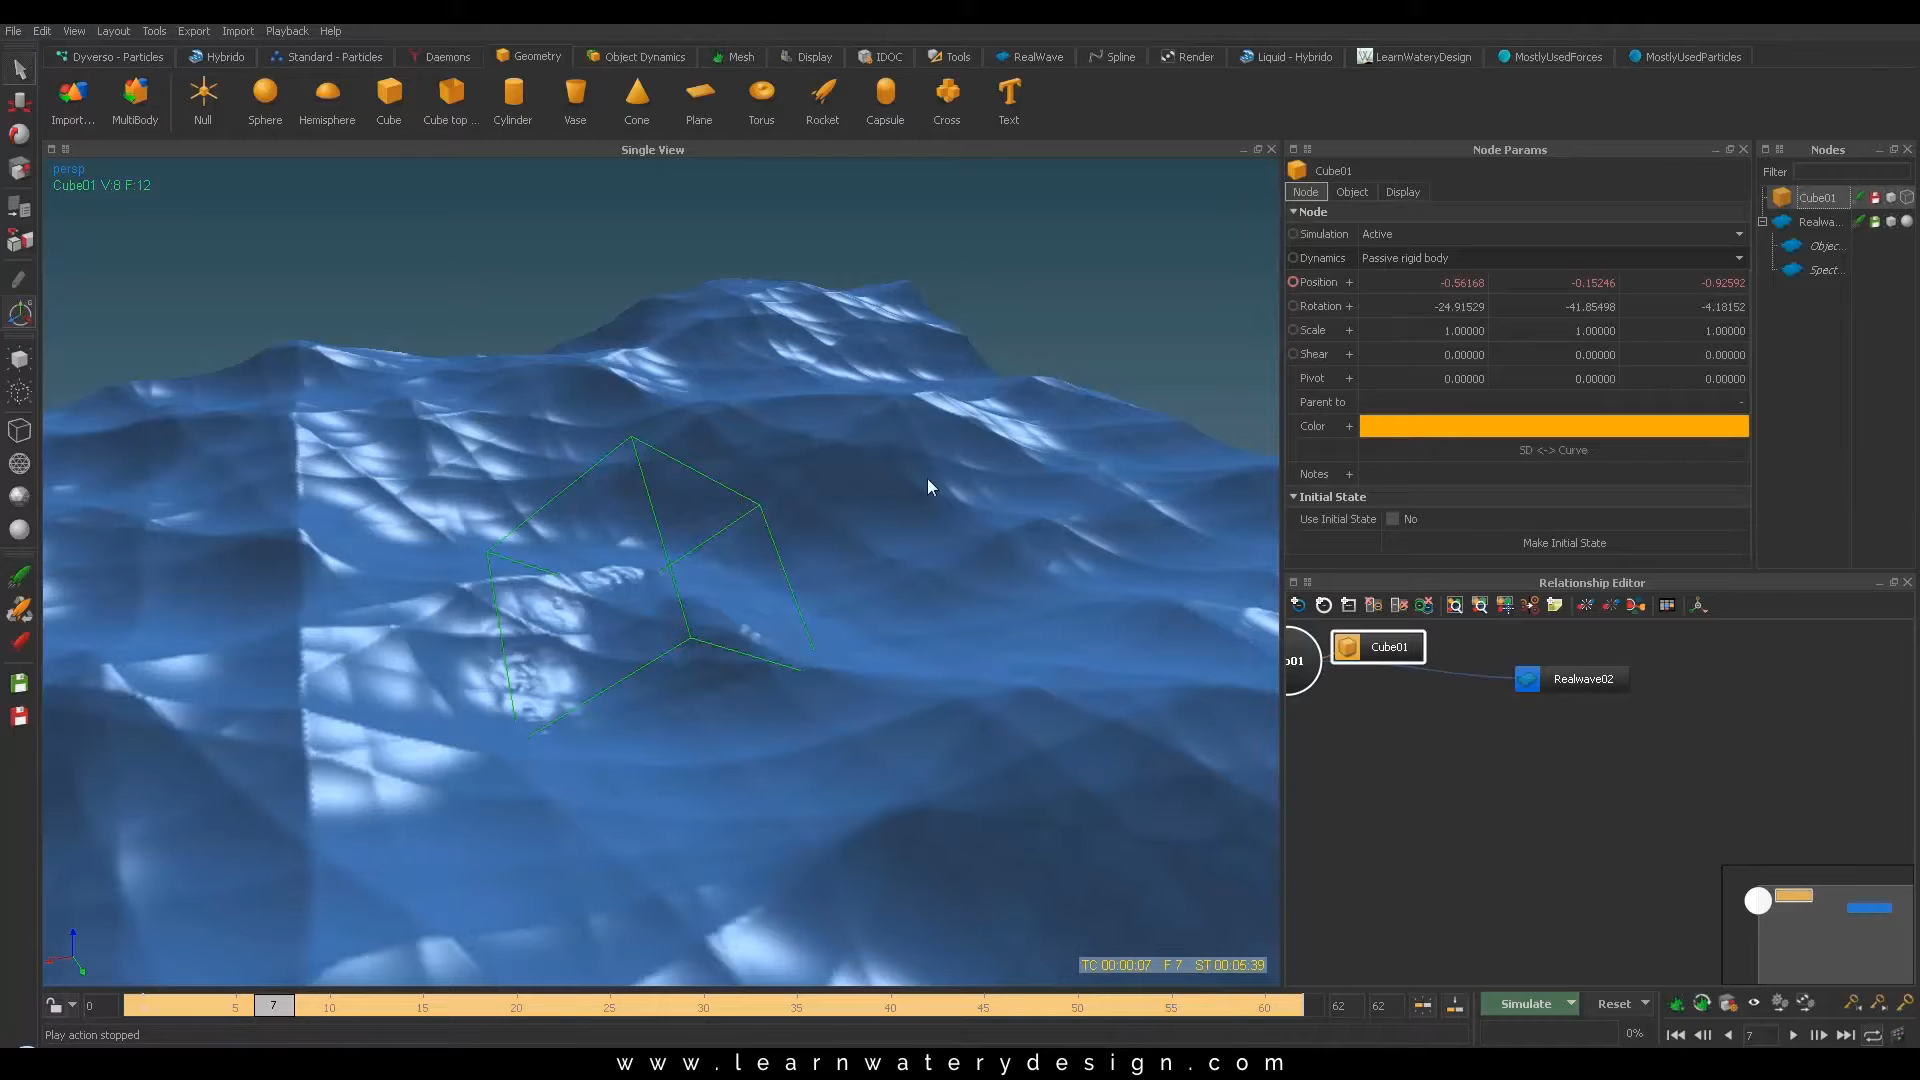 File Edit View Layout Tools Export Import Playback Help
Dyverso - Particles Hybrido Standard - Particles Daemons Geometry Object Dynamics Mesh Display IDOC Tools RealWave Spline Render Liquid - Hybrido LearnWateryDesign MostlyUsedForces MostlyUsedParticles
Import... MultiBody Null Sphere Hemisphere Cube Cube top ... Cylinder Vase Cone Plane Torus Rocket Capsule Cross Text
Single View
persp
Cube01 V:8 F:12
TC 00:00:07 F 7 ST 00:05:39
Node Params
Cube01
Node Object Display
Node
Simulation Active
Dynamics Passive rigid body
Position + -0.56168 -0.15246 -0.92592
Rotation + -24.91529 -41.85498 -4.18152
Scale + 1.00000 1.00000 1.00000
Shear + 0.00000 0.00000 0.00000
Pivot + 0.00000 0.00000 0.00000
Parent to -
Color +
SD <-> Curve
Notes +
Initial State
Use Initial State No
Make Initial State
Nodes
Filter
Cube01
Realwa...
Objec...
Spect...
Relationship Editor
b01 Cube01
Realwave02
0 5 7 10 15 20 25 30 35 40 45 50 55 60 62 62
Simulate Reset
Play action stopped
0% 7
www.learnwaterydesign.com